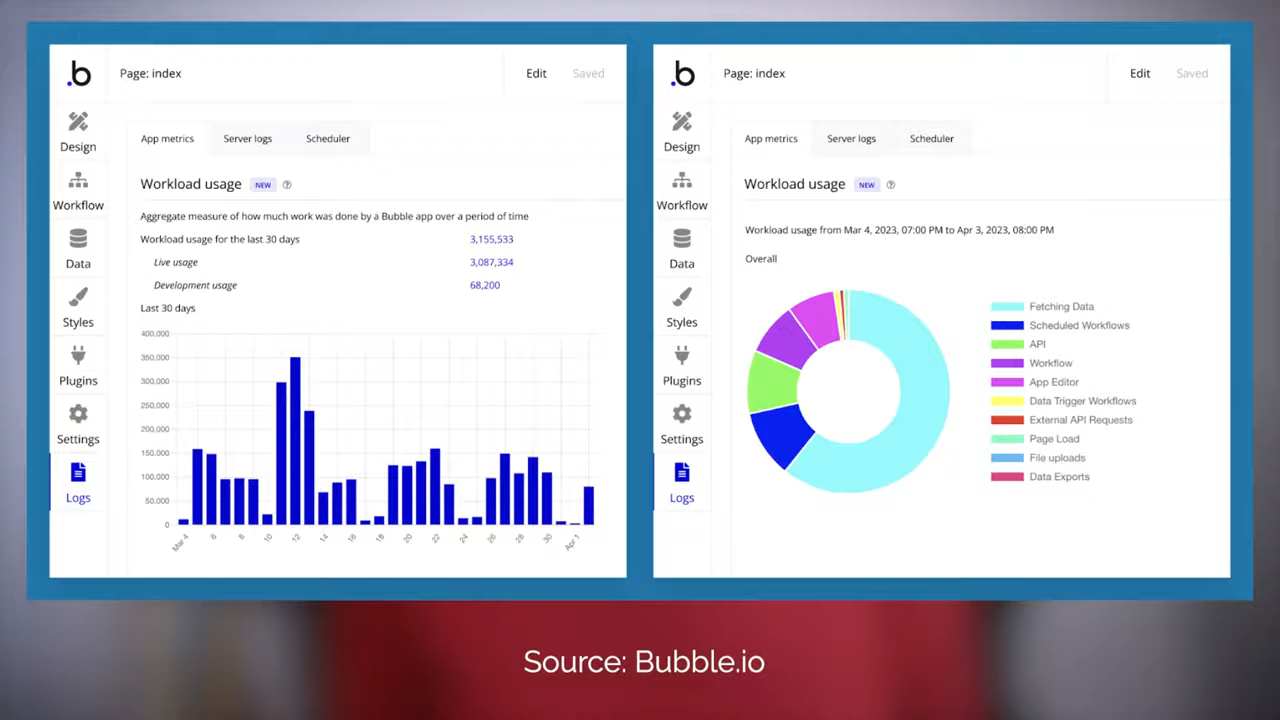 b
Page: index
Edit
Saved
Design
Workflow
Data
Styles
Plugins
Settings
Logs
App metrics
Server logs
Scheduler
Workload usage NEW ?
Aggregate measure of how much work was done by a Bubble app over a period of time
Workload usage for the last 30 days 3,155,533
Live usage 3,087,334
Development usage 68,200
Last 30 days
400,000
350,000
300,000
250,000
200,000
150,000
100,000
50,000
0
Mar 4 6 8 10 12 14 16 18 20 22 24 26 28 30 Apr 1
b
Page: index
Edit
Saved
Design
Workflow
Data
Styles
Plugins
Settings
Logs
App metrics
Server logs
Scheduler
Workload usage NEW ?
Workload usage from Mar 4, 2023, 07:00 PM to Apr 3, 2023, 08:00 PM
Overall
Fetching Data
Scheduled Workflows
API
Workflow
App Editor
Data Trigger Workflows
External API Requests
Page Load
File uploads
Data Exports
Source: Bubble.io